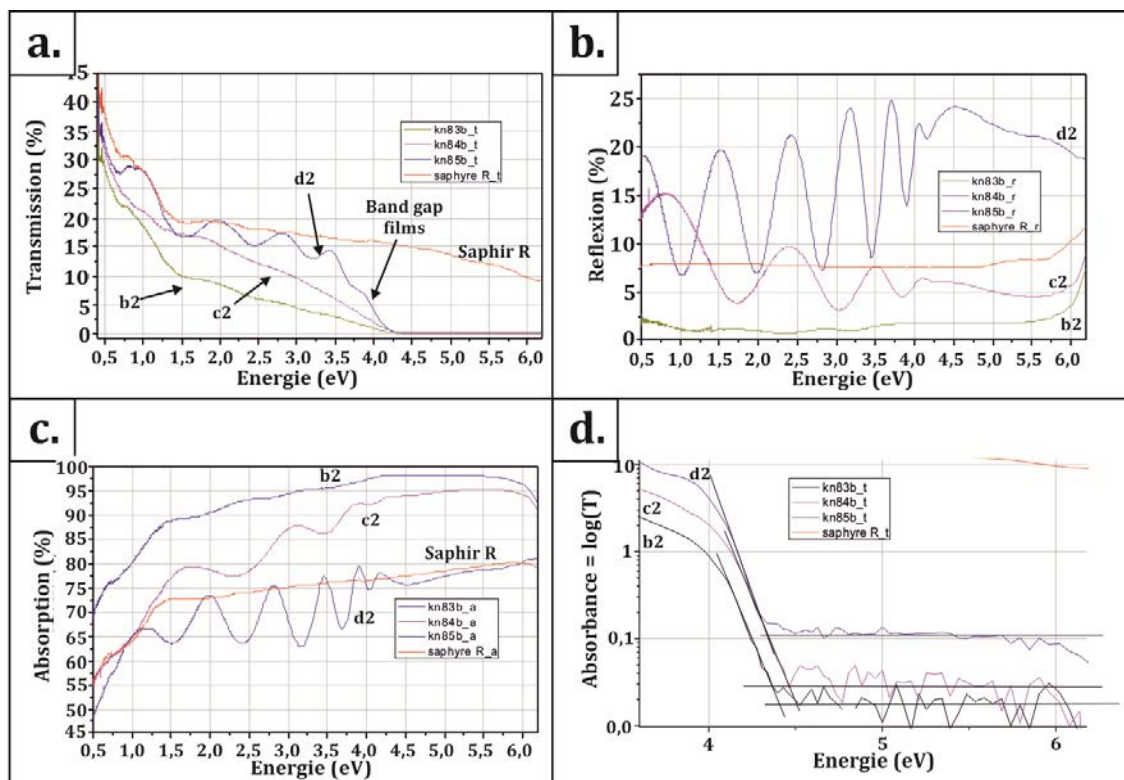 a.
45
40
35
30
25
20
15
10
5
0
Transmission (%)
kn83b_t
kn84b_t
kn85b_t
saphyre R_t
d2
Band gap
films
Saphir R
b2
c2
0,5 1,0 1,5 2,0 2,5 3,0 3,5 4,0 4,5 5,0 5,5 6,0
Energie (eV)
b.
25
20
15
10
5
0
Reflexion (%)
d2
kn83b_r
kn84b_r
kn85b_r
saphyre R_r
c2
b2
0,5 1,0 1,5 2,0 2,5 3,0 3,5 4,0 4,5 5,0 5,5 6,0
Energie (eV)
c.
100
95
90
85
80
75
70
65
60
55
50
45
Absorption (%)
b2
c2
Saphir R
d2
kn83b_a
kn84b_a
kn85b_a
saphyre R_a
0,5 1,0 1,5 2,0 2,5 3,0 3,5 4,0 4,5 5,0 5,5 6,0
Energie (eV)
d.
10
1
0,1
0,0
Absorbance = log(T)
d2
c2
b2
kn83b_t
kn84b_t
kn85b_t
saphyre R_t
4 5 6
Energie (eV)